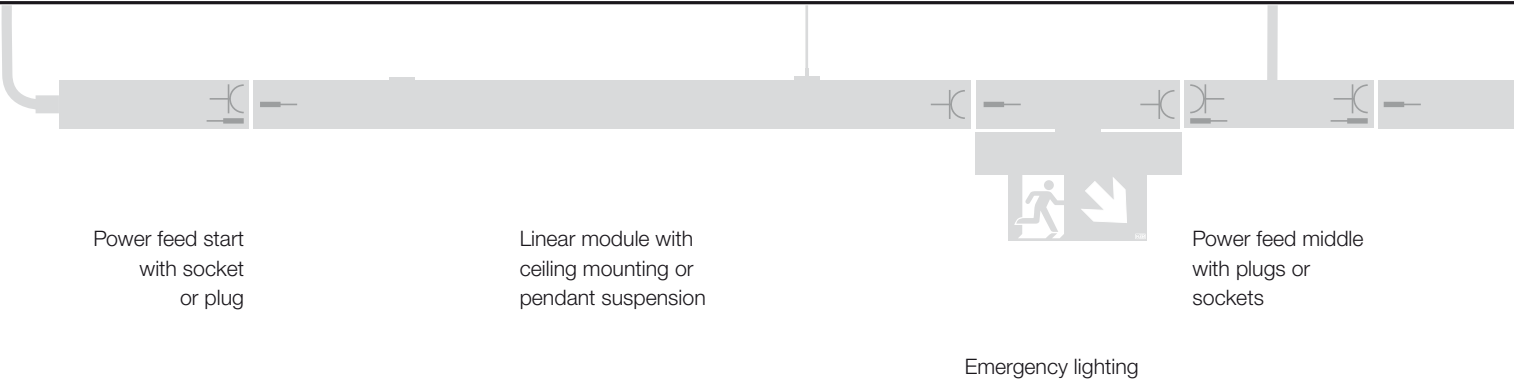 Power feed start
with socket
or plug
Linear module with
ceiling mounting or
pendant suspension
Power feed middle
with plugs or
sockets
Emergency lighting